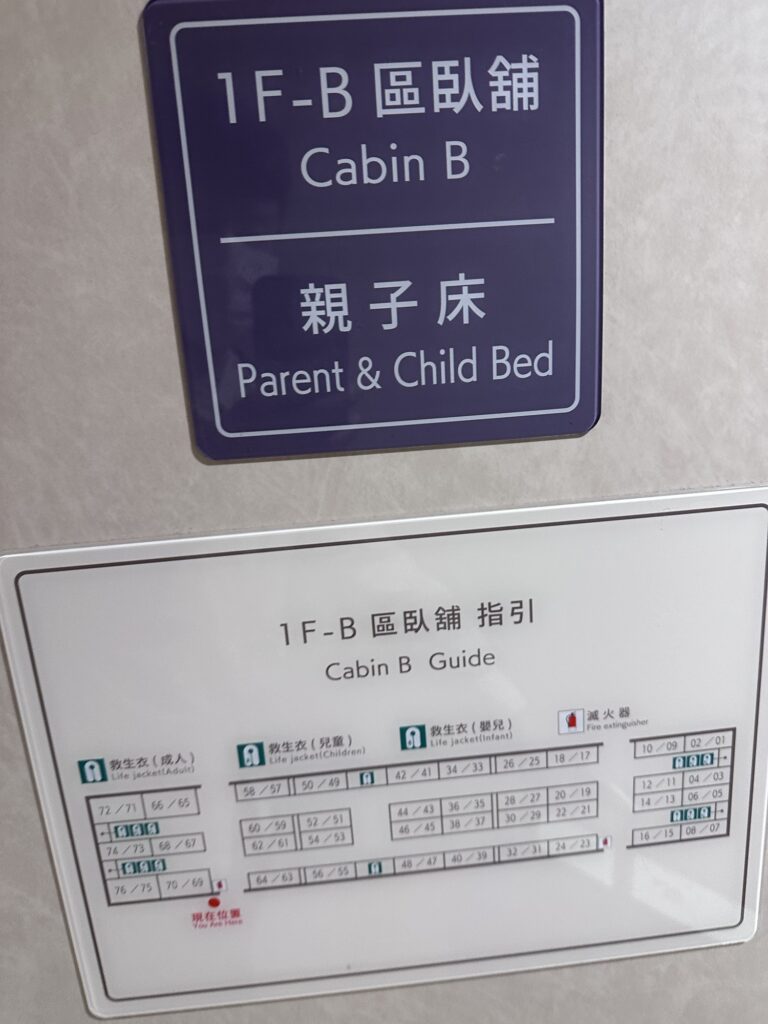 1F-B 區臥舖
Cabin B
親子床
Parent & Child Bed
1F-B 區臥舖 指引
Cabin B Guide
救生衣(成人)
Life jacket(Adult)
救生衣(兒童)
Life jacket(Children)
救生衣(嬰兒)
Life jacket(Infant)
滅火器
Fire extinguisher
72/71 66/65
74/73 68/67
76/75 70/69
58/57 50/49 42/41 34/33 26/25 18/17
60/59 52/51 44/43 36/35 28/27 20/19
62/61 54/53 46/45 38/37 30/29 22/21
64/63 56/55 48/47 40/39 32/31 24/23
10/09 02/01
12/11 04/03
14/13 06/05
16/15 08/07
現在位置
You Are Here